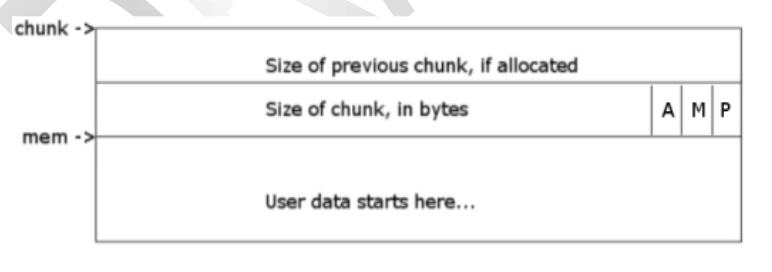 chunk ->
Size of previous chunk, if allocated
Size of chunk, in bytes A M P
mem ->
User data starts here...